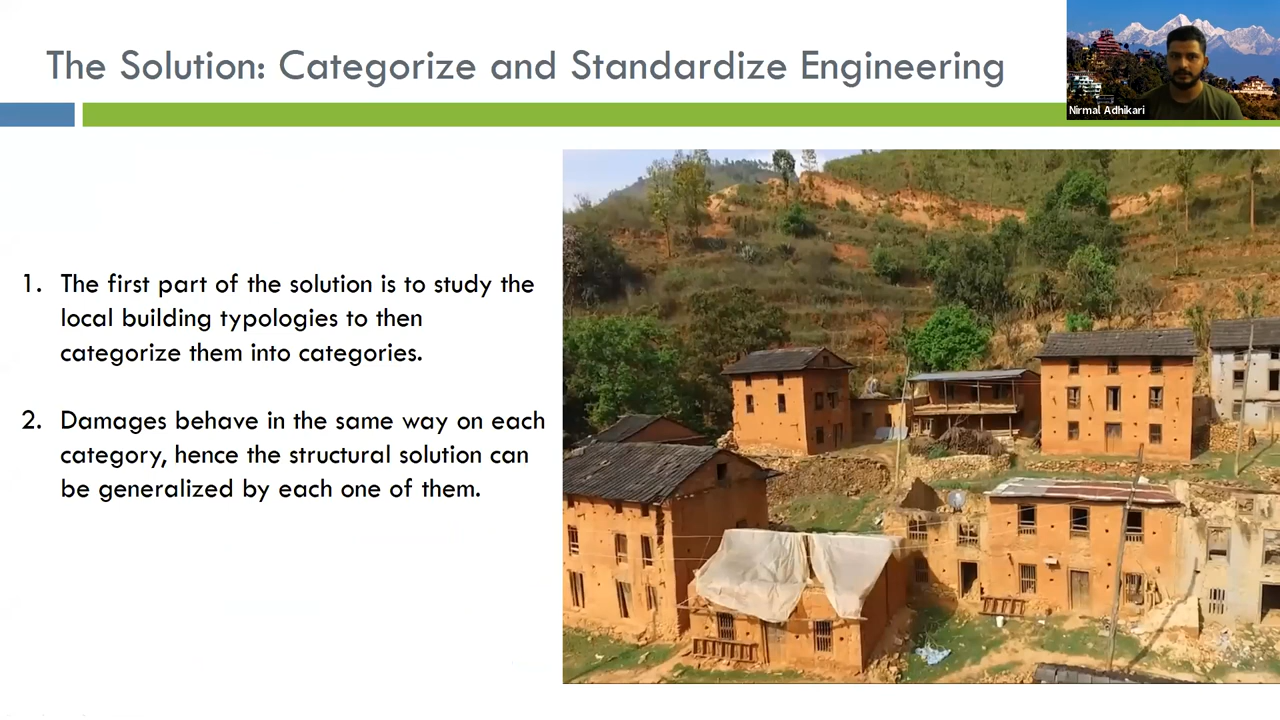 The Solution: Categorize and Standardize Engineering
Nirmal Adhikari
1. The first part of the solution is to study the
local building typologies to then
categorize them into categories.
2. Damages behave in the same way on each
category, hence the structural solution can
be generalized by each one of them.